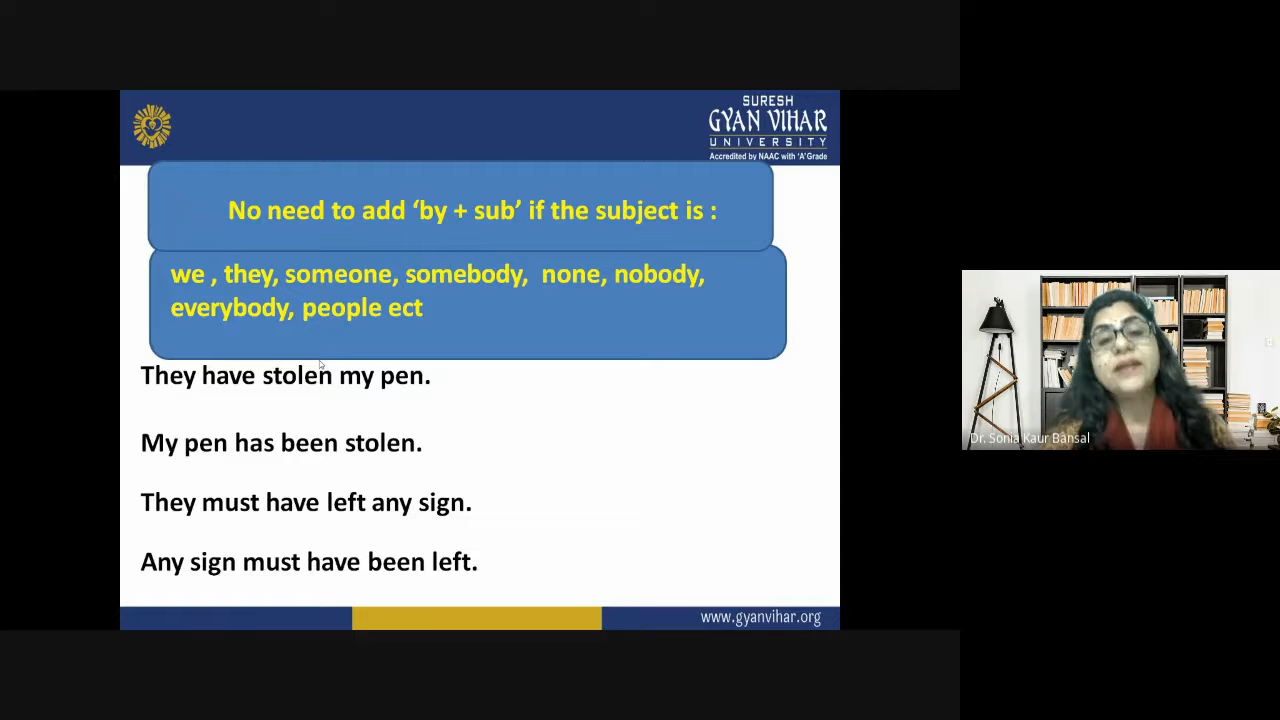 SURESH
GYAN VIHAR
UNIVERSITY
Accredited by NAAC with 'A' Grade
No need to add ‘by + sub’ if the subject is :
we , they, someone, somebody,  none, nobody,
everybody, people ect
They have stolen my pen.
My pen has been stolen.
They must have left any sign.
Any sign must have been left.
www.gyanvihar.org
Dr. Sonia Kaur Bansal